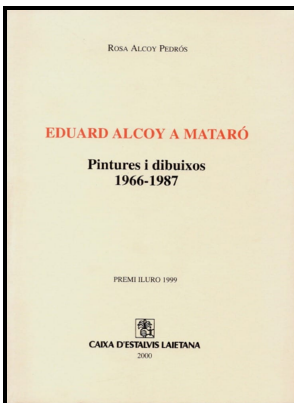 ROSA ALCOY PEDRÓS
EDUARD ALCOY A MATARÓ
Pintures i dibuixos
1966-1987
PREMI ILURO 1999
CAIXA D'ESTALVIS LAIETANA
2000